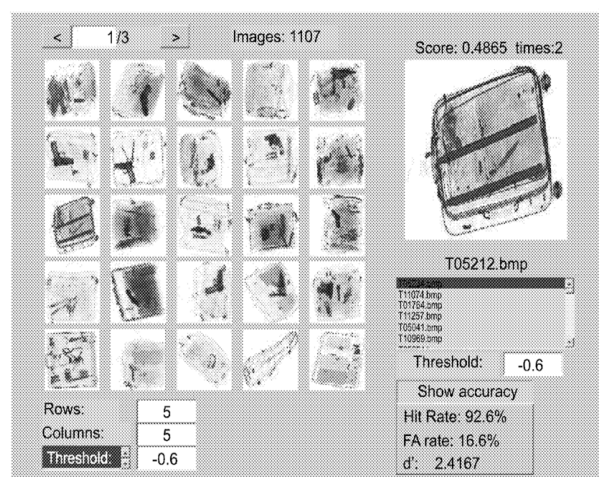 < 1/3 > Images: 1107
Score: 0.4865 times:2
T05212.bmp
T11074.bmp
T01764.bmp
T11257.bmp
T05041.bmp
T10969.bmp
Threshold: -0.6
Show accuracy
Hit Rate: 92.6%
FA rate: 16.6%
d': 2.4167
Rows: 5
Columns: 5
Threshold: -0.6